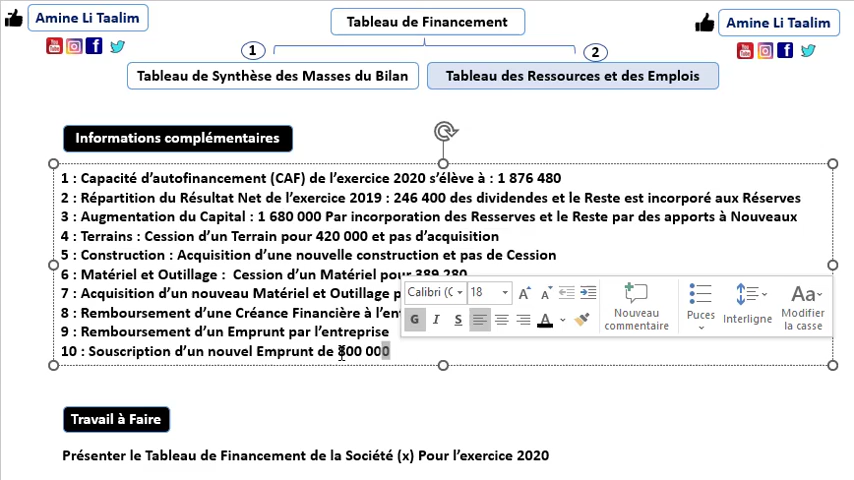 Amine Li Taalim
Tableau de Financement
Amine Li Taalim
1
2
Tableau de Synthèse des Masses du Bilan
Tableau des Ressources et des Emplois
Informations complémentaires
1 : Capacité d'autofinancement (CAF) de l'exercice 2020 s'élève à : 1 876 480
2 : Répartition du Résultat Net de l'exercice 2019 : 246 400 des dividendes et le Reste est incorporé aux Réserves
3 : Augmentation du Capital : 1 680 000 Par incorporation des Resserves et le Reste par des apports à Nouveaux
4 : Terrains : Cession d'un Terrain pour 420 000 et pas d'acquisition
5 : Construction : Acquisition d'une nouvelle construction et pas de Cession
6 : Matériel et Outillage : Cession d'un Matériel pour 389 280
7 : Acquisition d'un nouveau Matériel et Outillage p
8 : Remboursement d'une Créance Financière à l'ent
9 : Remboursement d'un Emprunt par l'entreprise
10 : Souscription d'un nouvel Emprunt de 800 000
Calibri (C
18
A
A
G
I
S
A
Nouveau
commentaire
Puces
Interligne
Aa
Modifier
la casse
Travail à Faire
Présenter le Tableau de Financement de la Société (x) Pour l'exercice 2020